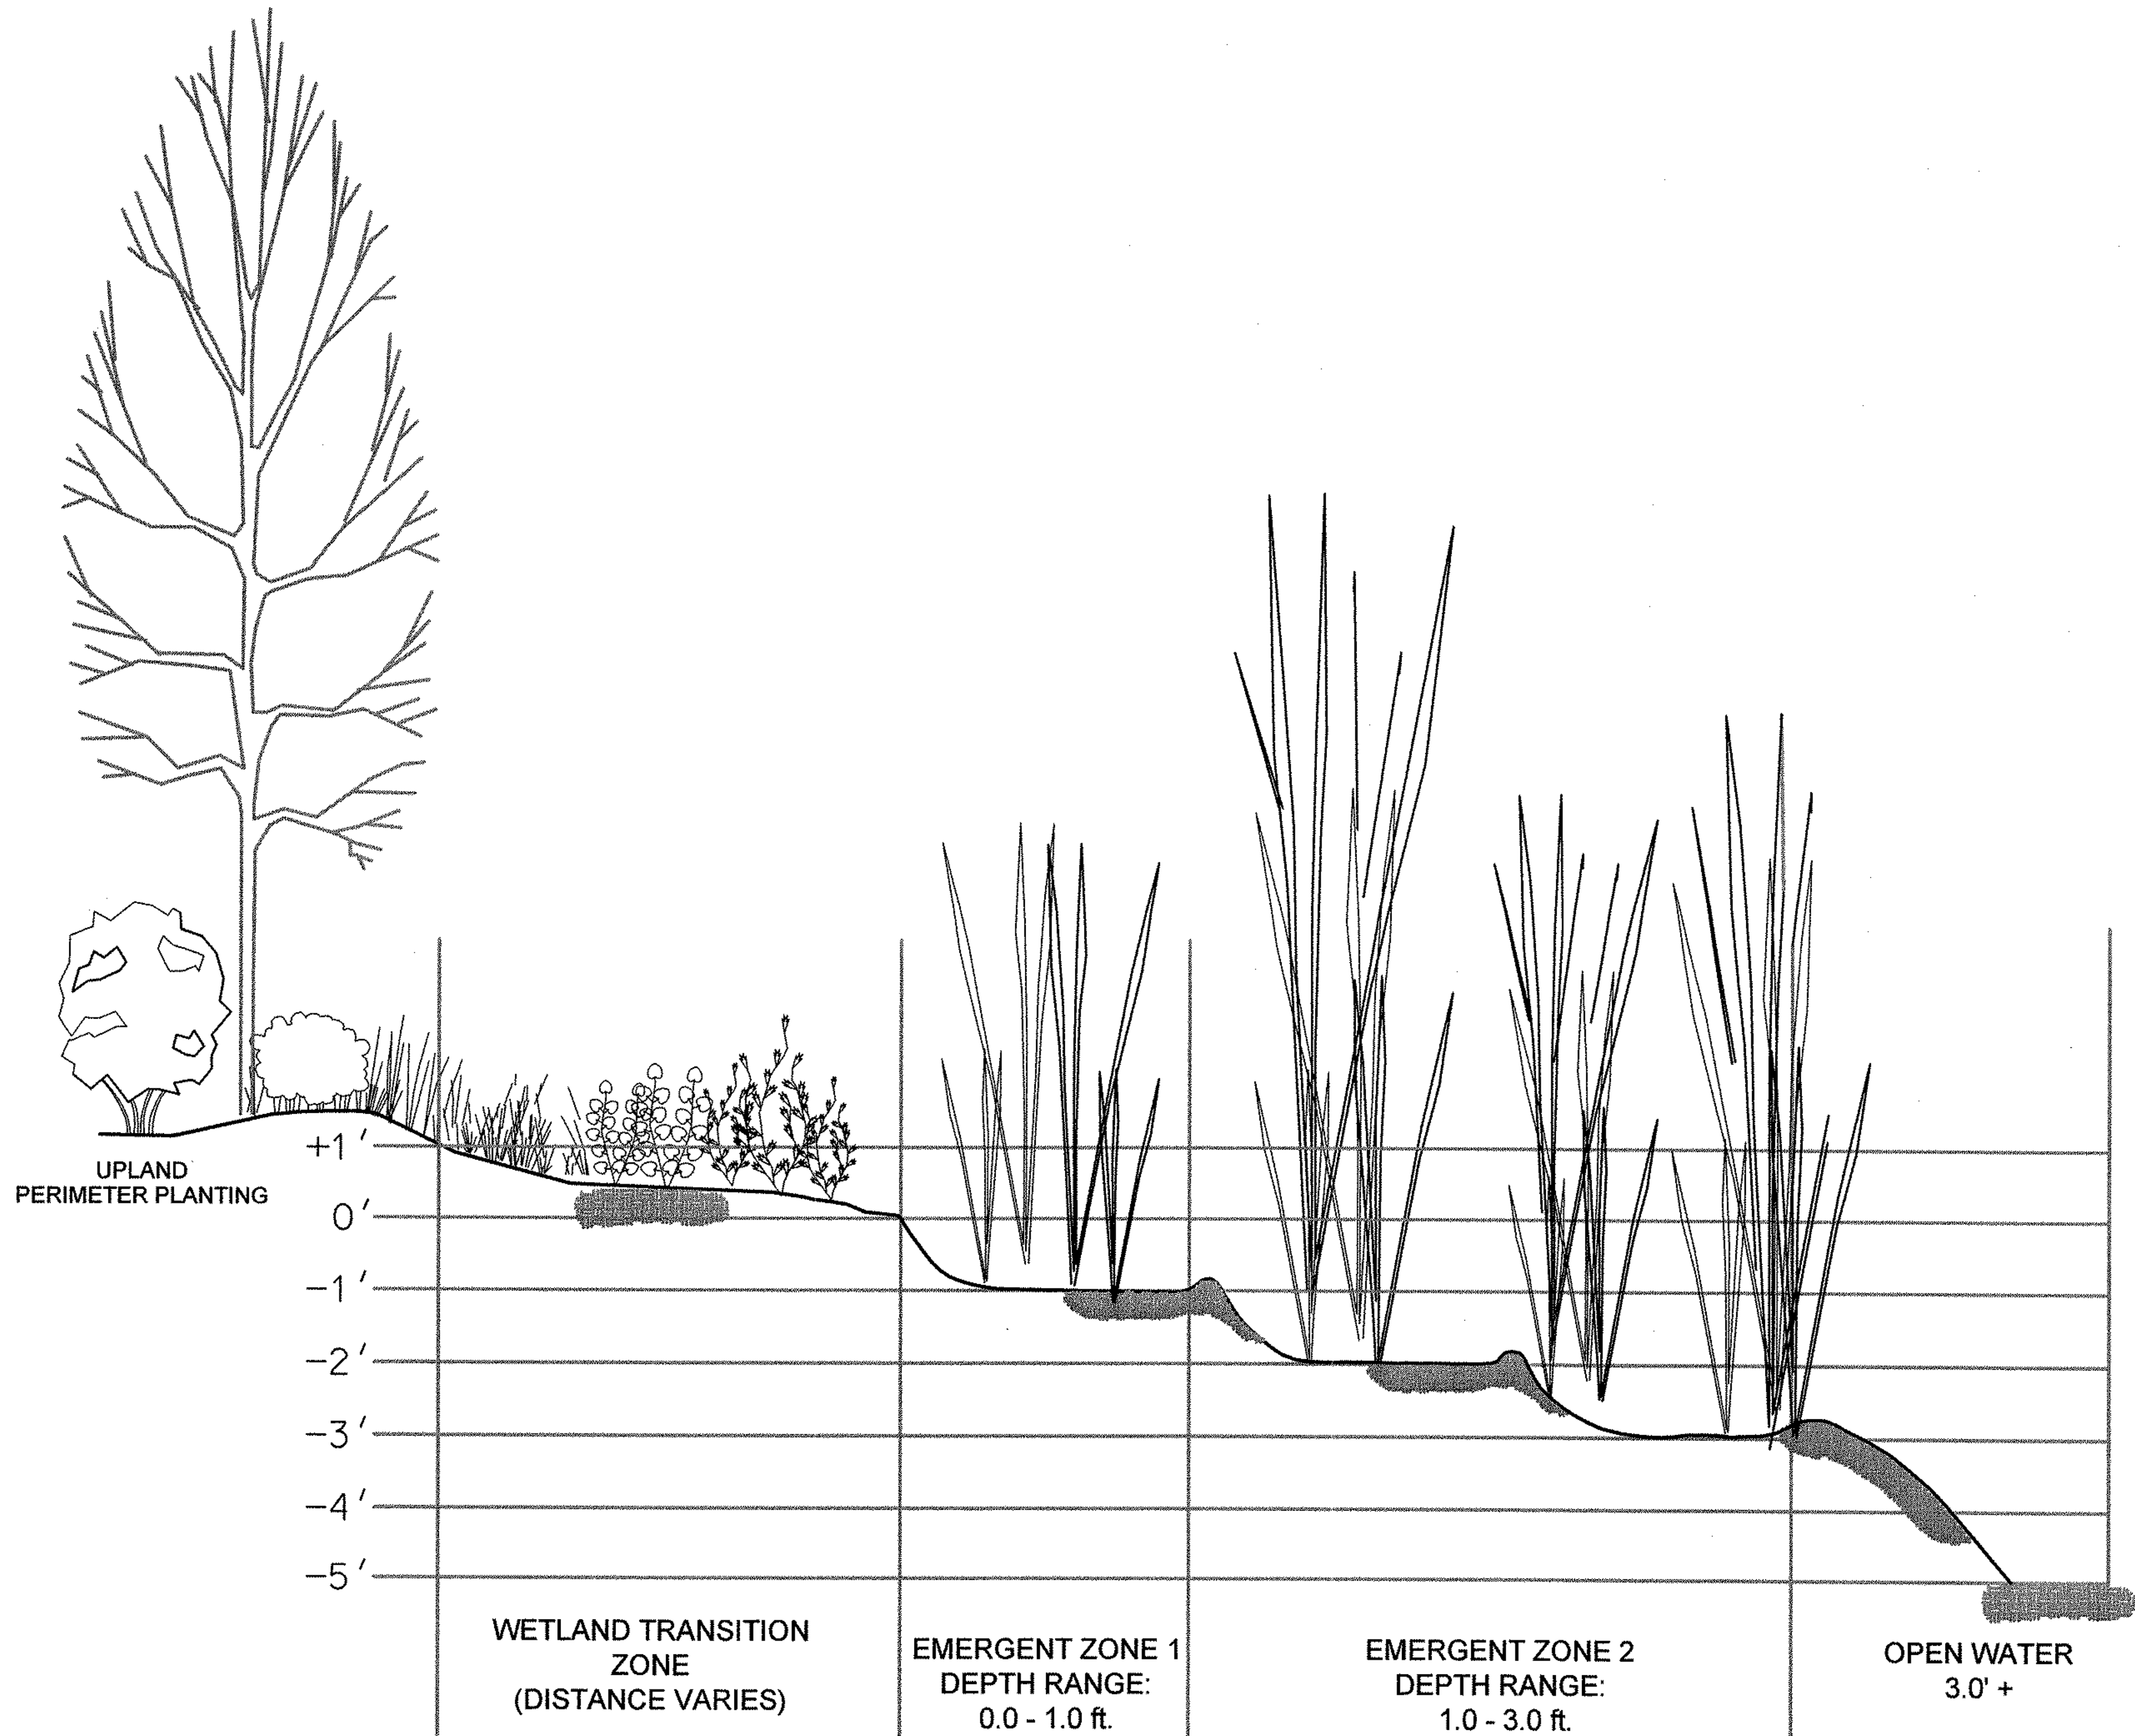 +1'
UPLAND
PERIMETER PLANTING
0'
-1'
-2'
-3'
-4'
-5'
WETLAND TRANSITION
ZONE
(DISTANCE VARIES)
EMERGENT ZONE 1
DEPTH RANGE:
0.0 - 1.0 ft.
EMERGENT ZONE 2
DEPTH RANGE:
1.0 - 3.0 ft.
OPEN WATER
3.0' +